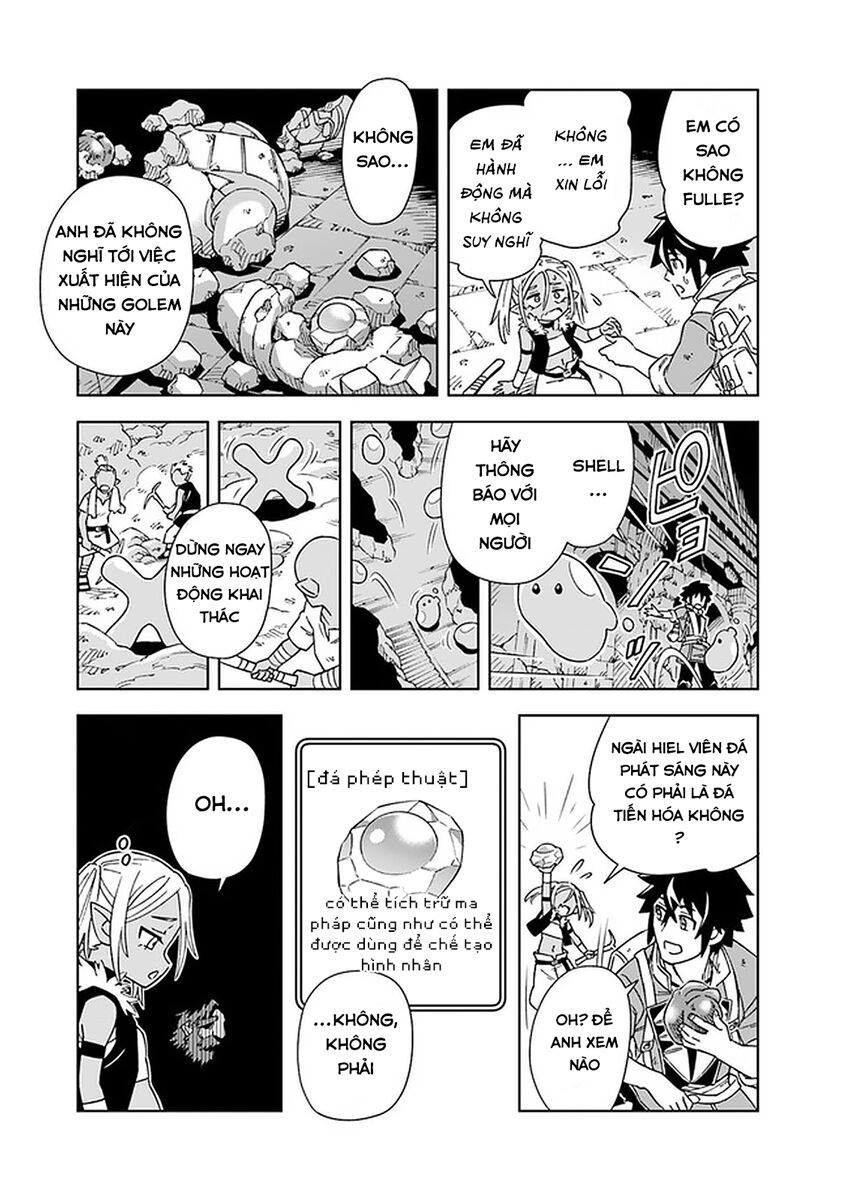 EM CÓ
SAO
KHÔNG
FULLE?
KHÔNG
... EM
XIN LỖI
EM ĐÃ
HÀNH
ĐỘNG MÀ
KHÔNG
SUY NGHĨ
KHÔNG
SAO...
ANH ĐÃ KHÔNG
NGHĨ TỚI VIỆC
XUẤT HIỆN CỦA
NHỮNG GOLEM
NÀY
ピョ
ピョ
SHELL
...
HÃY
THÔNG
BÁO VỚI
MỌI
NGƯỜI
DỪNG NGAY
NHỮNG HOẠT
ĐỘNG KHAI
THÁC
NGÀI HIEL VIÊN ĐÁ
PHÁT SÁNG NÀY
CÓ PHẢI LÀ ĐÁ
TIẾN HÓA KHÔNG
?
OH? ĐỂ
ANH XEM
NÀO
[đá phép thuật]
có thể tích trữ ma
pháp cũng như có thể
được dùng để chế tạo
hình nhân
...KHÔNG,
KHÔNG
PHẢI
OH...